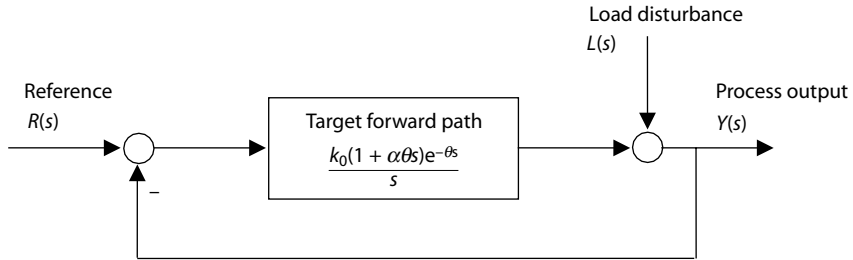 Load disturbance
L(s)
Reference
R(s)
Process output
Y(s)
Target forward path
k₀(1 + αθs)e^{−θs}
s
−